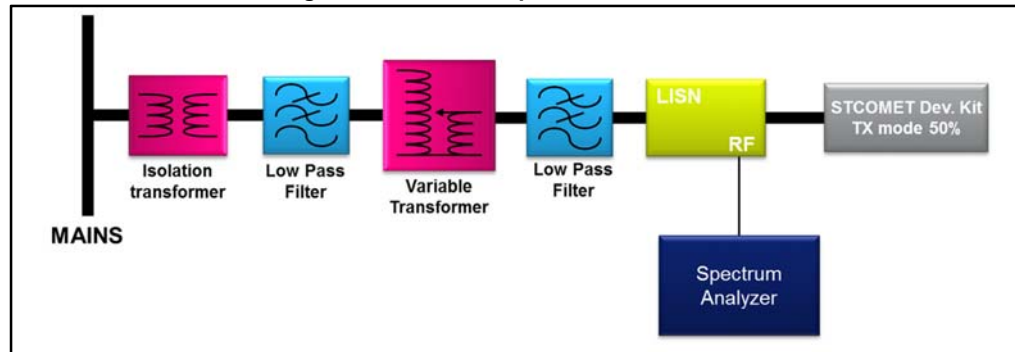 MAINS
Isolation
transformer
Low Pass
Filter
Variable
Transformer
Low Pass
Filter
LISN
RF
STCOMET Dev. Kit
TX mode 50%
Spectrum
Analyzer